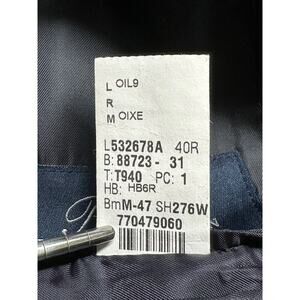 L OIL9
R
M OIXE
L532678A 40R
B: 88723 - 31
T: T940 PC: 1
HB: HB6R
BmM-47 SH276W
770479060